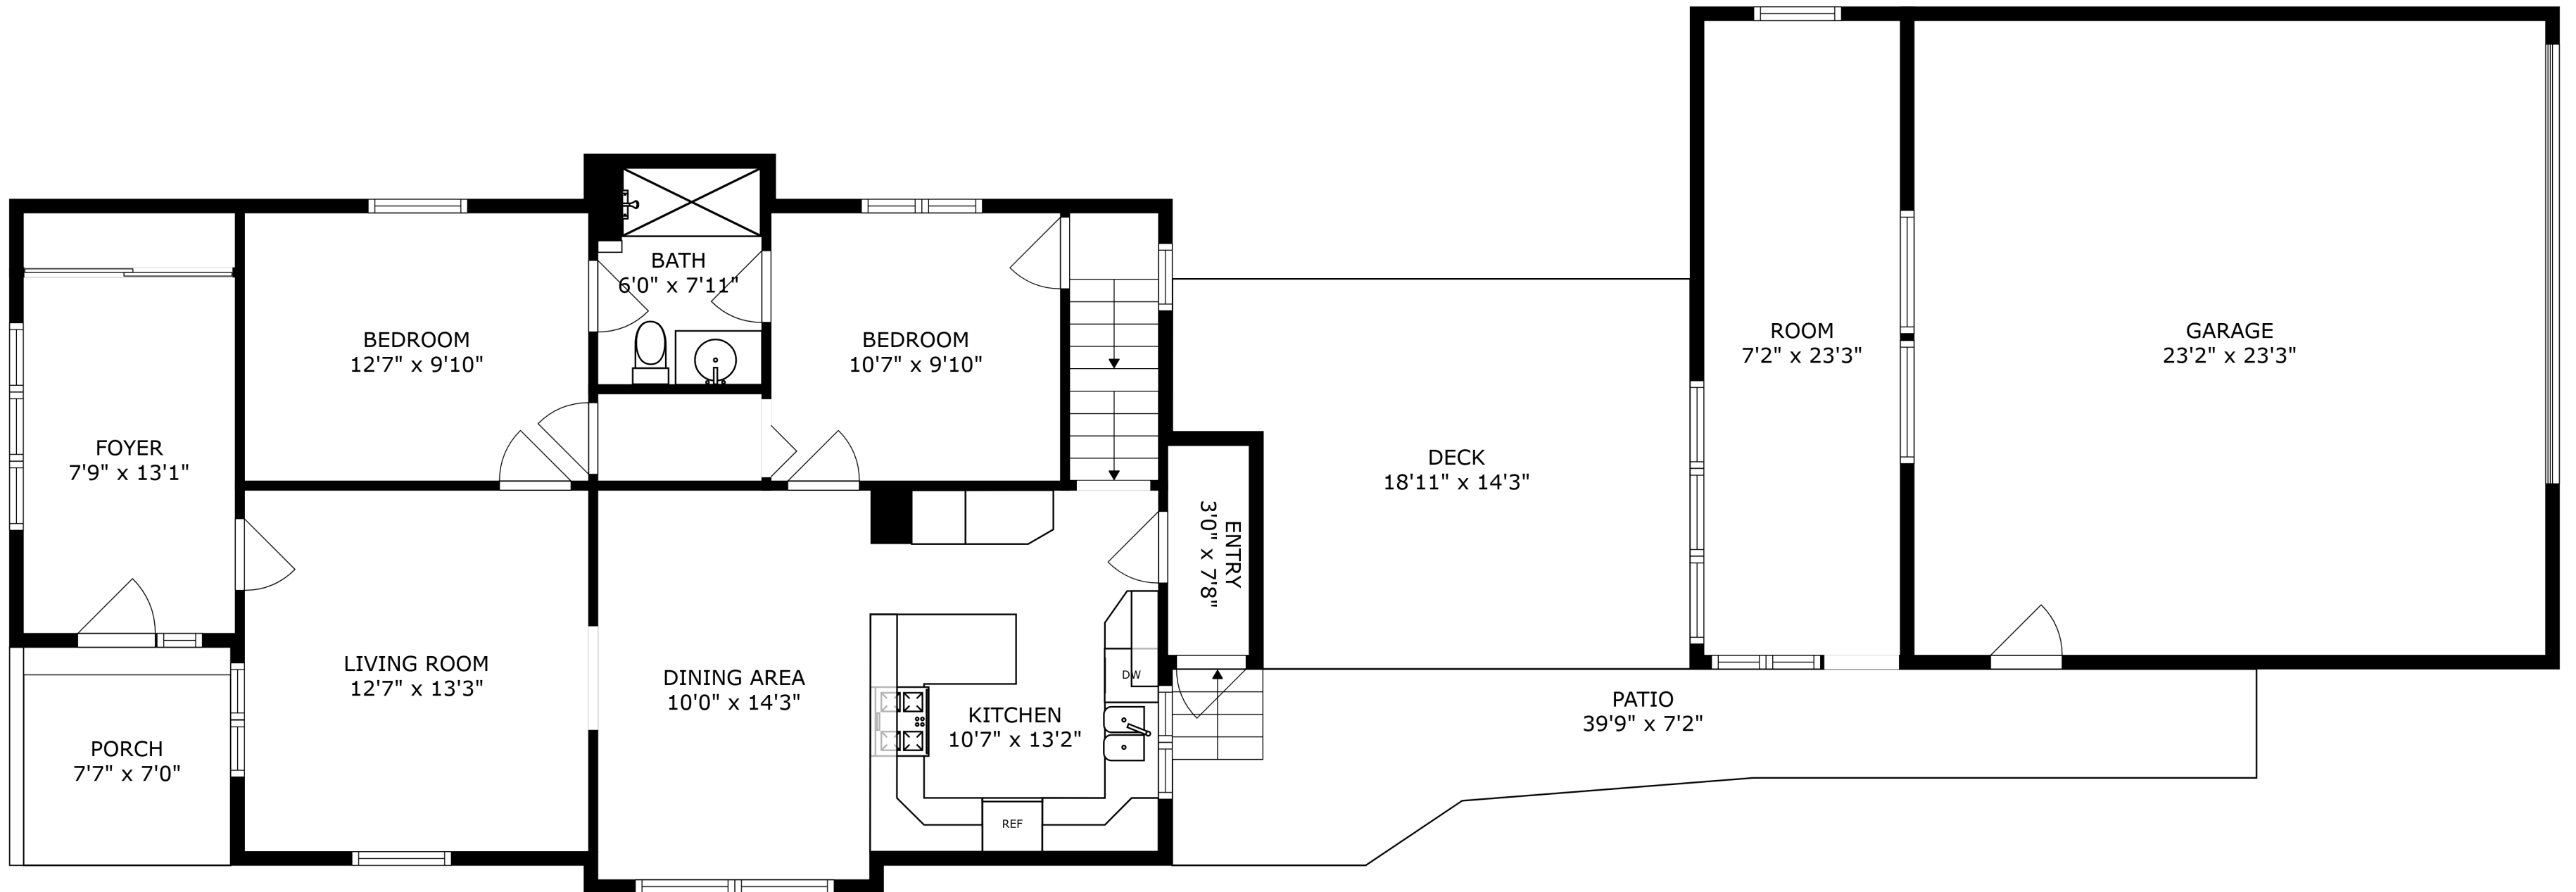 BATH
6'0" x 7'11"
BEDROOM
12'7" x 9'10"
BEDROOM
10'7" x 9'10"
ROOM
7'2" x 23'3"
GARAGE
23'2" x 23'3"
FOYER
7'9" x 13'1"
DECK
18'11" x 14'3"
ENTRY
3'0" x 7'8"
LIVING ROOM
12'7" x 13'3"
DINING AREA
10'0" x 14'3"
DW
KITCHEN
10'7" x 13'2"
PATIO
39'9" x 7'2"
PORCH
7'7" x 7'0"
REF